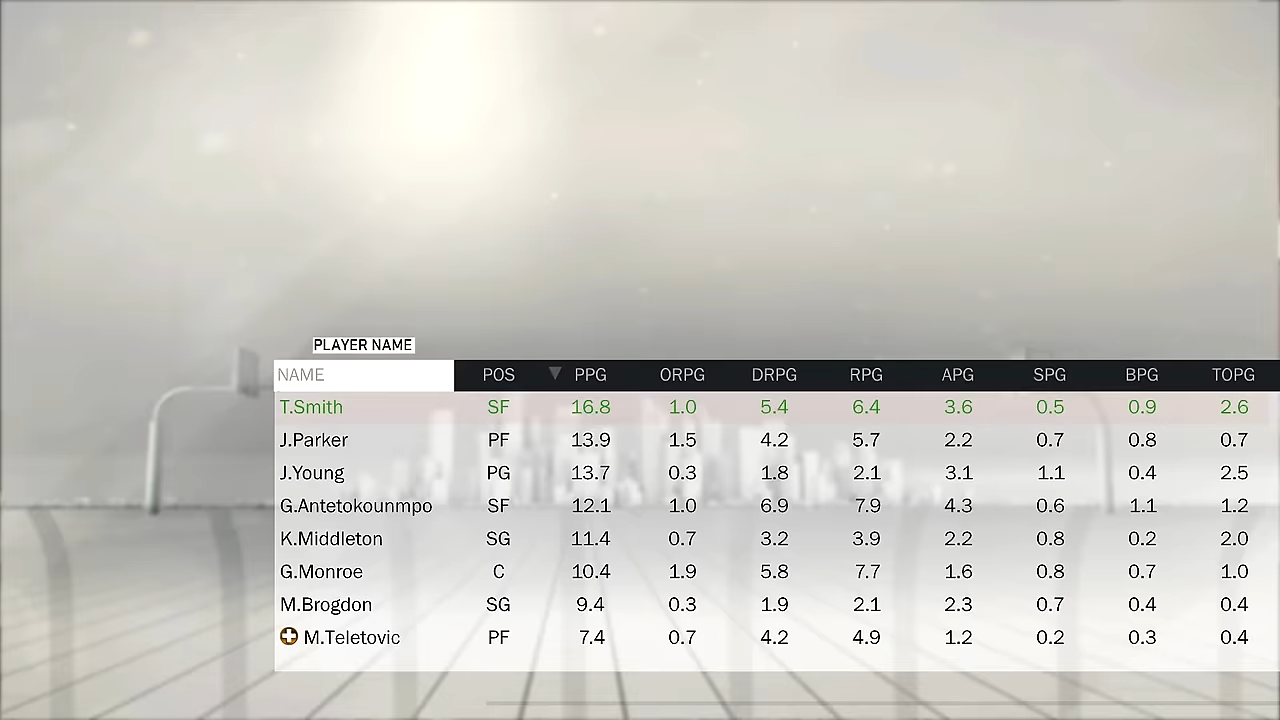 PLAYER NAME
NAME POS PPG ORPG DRPG RPG APG SPG BPG TOPG
T.Smith SF 16.8 1.0 5.4 6.4 3.6 0.5 0.9 2.6
J.Parker PF 13.9 1.5 4.2 5.7 2.2 0.7 0.8 0.7
J.Young PG 13.7 0.3 1.8 2.1 3.1 1.1 0.4 2.5
G.Antetokounmpo SF 12.1 1.0 6.9 7.9 4.3 0.6 1.1 1.2
K.Middleton SG 11.4 0.7 3.2 3.9 2.2 0.8 0.2 2.0
G.Monroe C 10.4 1.9 5.8 7.7 1.6 0.8 0.7 1.0
M.Brogdon SG 9.4 0.3 1.9 2.1 2.3 0.7 0.4 0.4
M.Teletovic PF 7.4 0.7 4.2 4.9 1.2 0.2 0.3 0.4